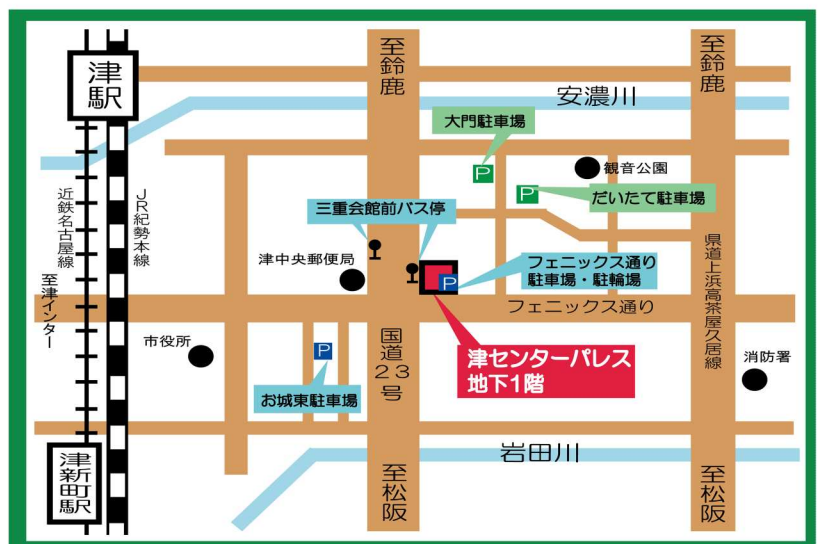 津駅
至鈴鹿
至鈴鹿
安濃川
大門駐車場
P
観音公園
P
だいたて駐車場
近鉄名古屋線
JR紀勢本線
三重会館前バス停
県道上浜高茶屋久居線
津中央郵便局
フェニックス通り
駐車場・駐輪場
P
至津インター
フェニックス通り
市役所
P
国道23号
津センターパレス
地下1階
消防署
お城東駐車場
岩田川
津新町駅
至松阪
至松阪